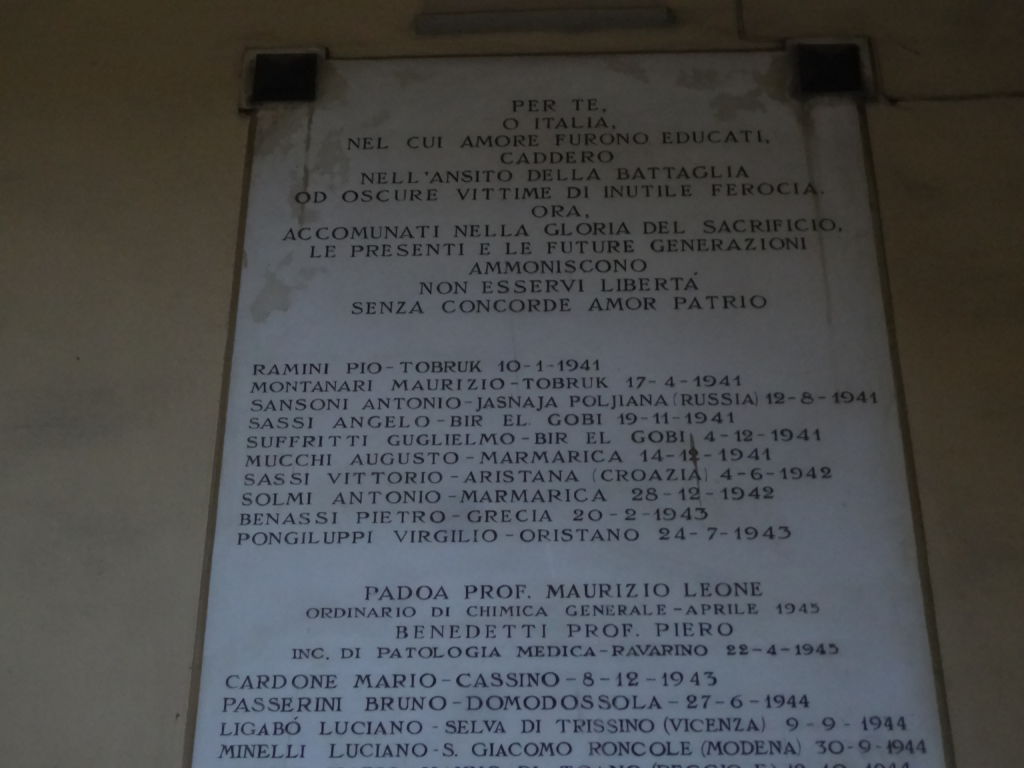 PER TE,
O ITALIA,
NEL CUI AMORE FURONO EDUCATI,
CADDERO
NELL'ANSITO DELLA BATTAGLIA
OD OSCURE VITTIME DI INUTILE FEROCIA.
ORA,
ACCOMUNATI NELLA GLORIA DEL SACRIFICIO,
LE PRESENTI E LE FUTURE GENERAZIONI
AMMONISCONO
NON ESSERVI LIBERTÀ
SENZA CONCORDE AMOR PATRIO
RAMINI PIO - TOBRUK 10-1-1941
MONTANARI MAURIZIO - TOBRUK 17-4-1941
SANSONI ANTONIO - JASNAJA POLJIANA (RUSSIA) 12-8-1941
SASSI ANGELO - BIR EL GOBI 19-11-1941
SUFFRITTI GUGLIELMO - BIR EL GOBI 4-12-1941
MUCCHI AUGUSTO - MARMARICA 14-12-1941
SASSI VITTORIO - ARISTANA (CROAZIA) 4-6-1942
SOLMI ANTONIO - MARMARICA 28-12-1942
BENASSI PIETRO - GRECIA 20-2-1943
PONGILUPPI VIRGILIO - ORISTANO 24-7-1943
PADOA PROF. MAURIZIO LEONE
ORDINARIO DI CHIMICA GENERALE - APRILE 1945
BENEDETTI PROF. PIERO
INC. DI PATOLOGIA MEDICA - RAVARINO 22-4-1945
CARDONE MARIO - CASSINO - 8-12-1943
PASSERINI BRUNO - DOMODOSSOLA - 27-6-1944
LIGABÓ LUCIANO - SELVA DI TRISSINO (VICENZA) 9-9-1944
MINELLI LUCIANO - S. GIACOMO RONCOLE (MODENA) 30-9-1944